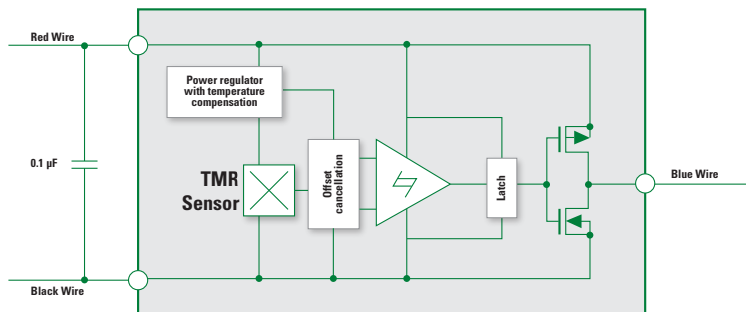 Red Wire
Power regulator
with temperature
compensation
0.1 µF
TMR
Sensor
Offset
cancellation
Latch
Blue Wire
Black Wire